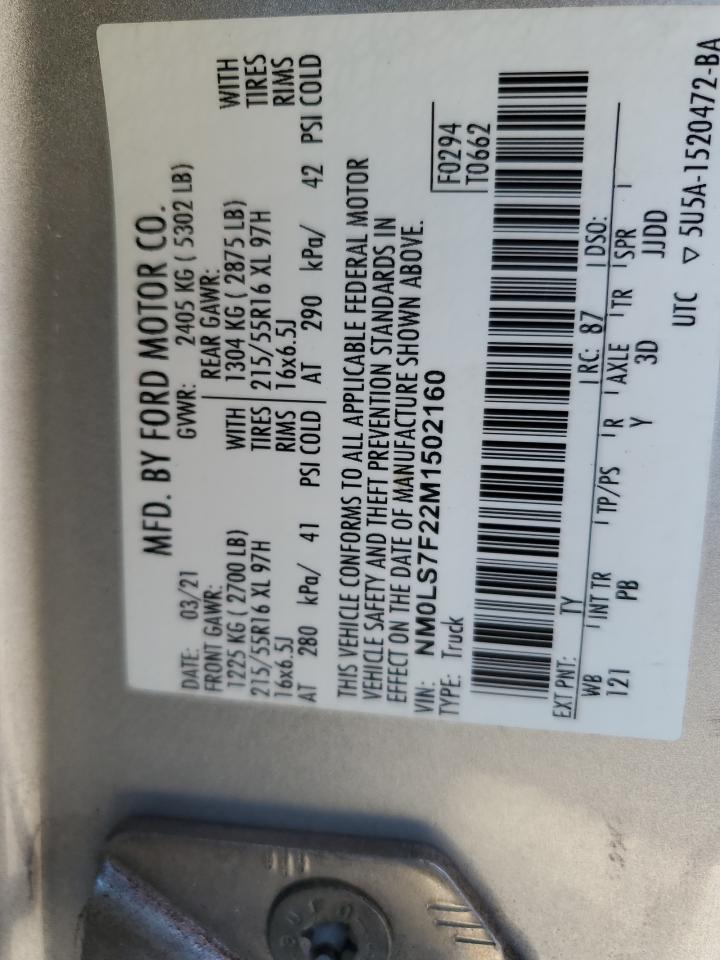 MFD. BY FORD MOTOR CO.
DATE: 03/21 GVWR: 2405 KG ( 5302 LB)
FRONT GAWR: REAR GAWR:
1225 KG ( 2700 LB) WITH 1304 KG ( 2875 LB) WITH
215/55R16 XL 97H TIRES 215/55R16 XL 97H TIRES
16x6.5J RIMS 16x6.5J RIMS
AT 280 kPa/ 41 PSI COLD AT 290 kPa/ 42 PSI COLD
THIS VEHICLE CONFORMS TO ALL APPLICABLE FEDERAL MOTOR
VEHICLE SAFETY AND THEFT PREVENTION STANDARDS IN
EFFECT ON THE DATE OF MANUFACTURE SHOWN ABOVE.
VIN: NM0LS7F22M1502160
TYPE: Truck
F0294
T0662
EXT PNT: TY RC: 87 DSO:
WB INT TR TP/PS R AXLE TR SPR
121 PB Y 3D JJDD
UTC ▽ 5U5A-1520472-BA